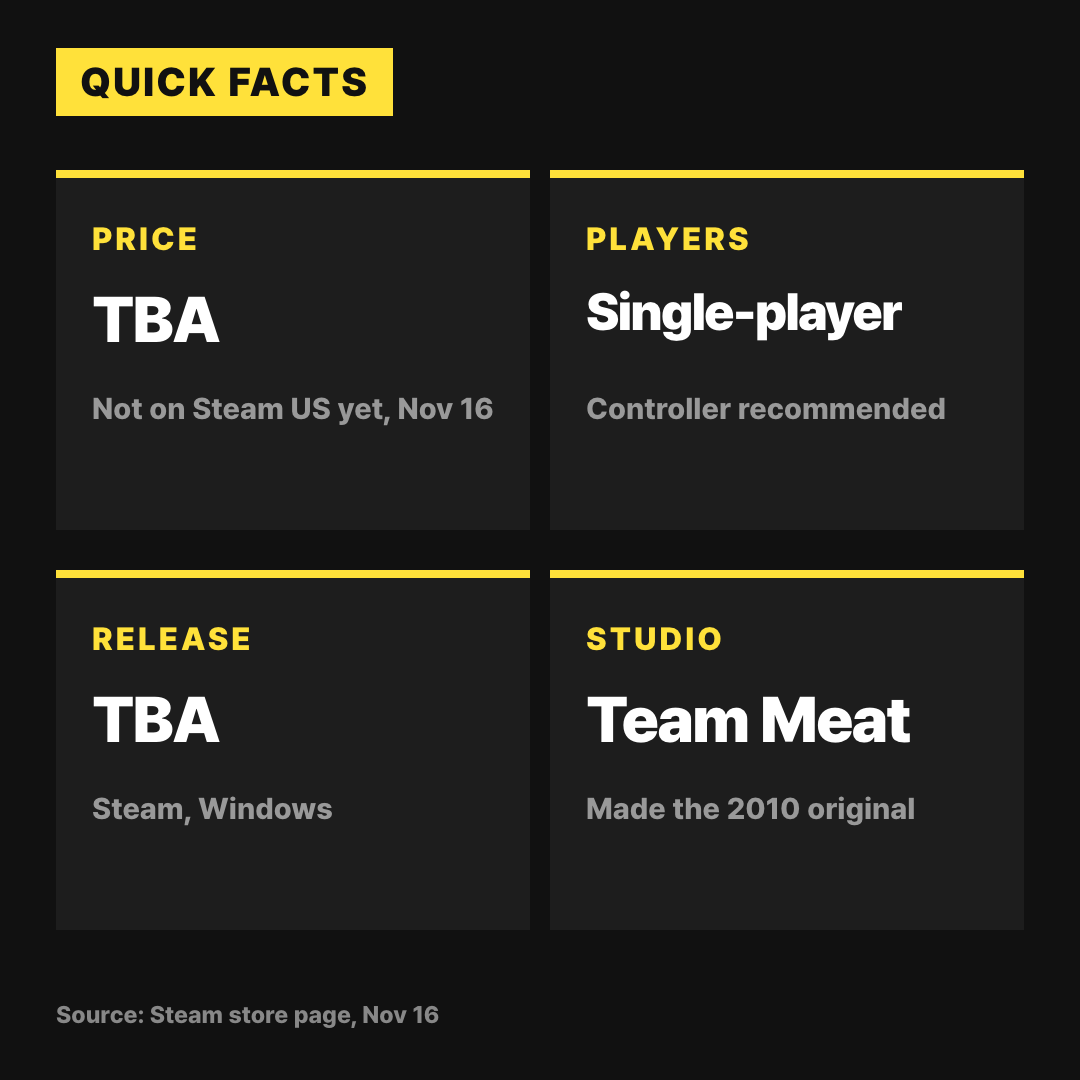 QUICK FACTS
PRICE
TBA
Not on Steam US yet, Nov 16
PLAYERS
Single-player
Controller recommended
RELEASE
TBA
Steam, Windows
STUDIO
Team Meat
Made the 2010 original
Source: Steam store page, Nov 16